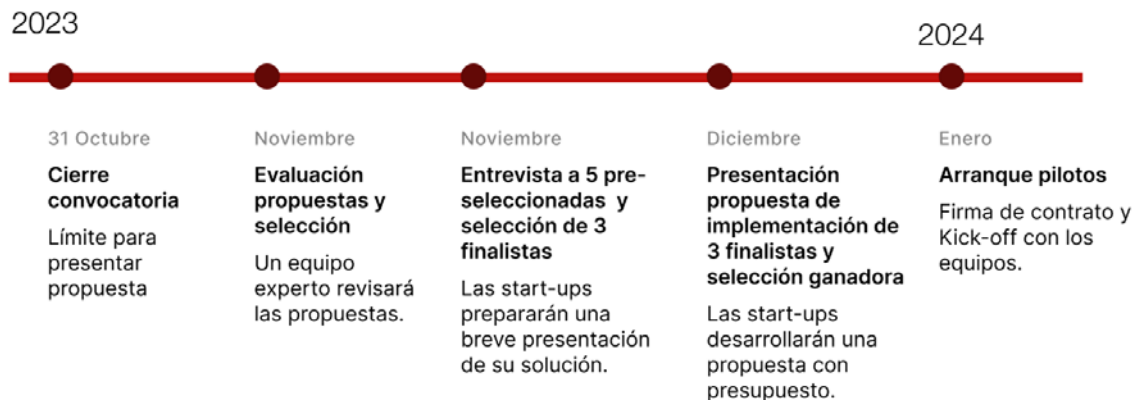 2023
2024
31 Octubre
Cierre
convocatoria
Límite para
presentar
propuesta
Noviembre
Evaluación
propuestas y
selección
Un equipo
experto revisará
las propuestas.
Noviembre
Entrevista a 5 pre-
seleccionadas y
selección de 3
finalistas
Las start-ups
prepararán una
breve presentación
de su solución.
Diciembre
Presentación
propuesta de
implementación de
3 finalistas y
selección ganadora
Las start-ups
desarrollarán una
propuesta con
presupuesto.
Enero
Arranque pilotos
Firma de contrato y
Kick-off con los
equipos.